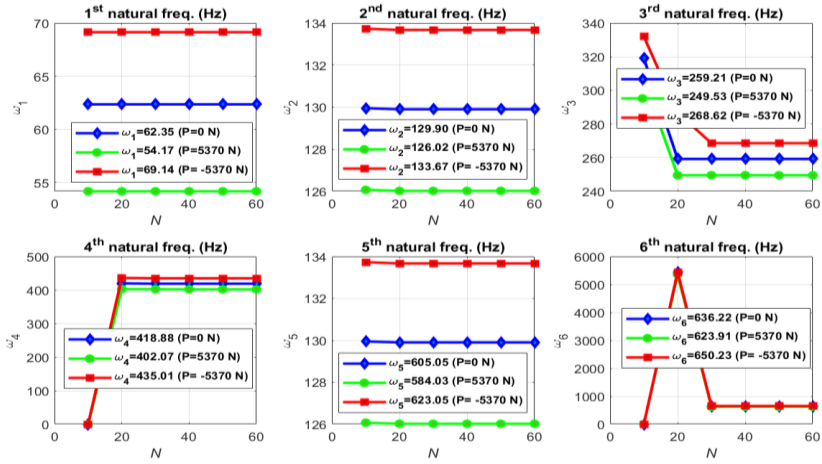 1st natural freq. (Hz)
70
65
60
55
ω1
ω1=62.35 (P=0 N)
ω1=54.17 (P=5370 N)
ω1=69.14 (P= -5370 N)
0 20 40 60
N
2nd natural freq. (Hz)
134
132
130
128
126
ω2
ω2=129.90 (P=0 N)
ω2=126.02 (P=5370 N)
ω2=133.67 (P= -5370 N)
0 20 40 60
N
3rd natural freq. (Hz)
340
320
300
280
260
240
ω3
ω3=259.21 (P=0 N)
ω3=249.53 (P=5370 N)
ω3=268.62 (P= -5370 N)
0 20 40 60
N
4th natural freq. (Hz)
500
400
300
200
100
0
ω4
ω4=418.88 (P=0 N)
ω4=402.07 (P=5370 N)
ω4=435.01 (P= -5370 N)
0 20 40 60
N
5th natural freq. (Hz)
134
132
130
128
126
ω5
ω5=605.05 (P=0 N)
ω5=584.03 (P=5370 N)
ω5=623.05 (P= -5370 N)
0 20 40 60
N
6th natural freq. (Hz)
6000
5000
4000
3000
2000
1000
0
ω6
ω6=636.22 (P=0 N)
ω6=623.91 (P=5370 N)
ω6=650.23 (P= -5370 N)
0 20 40 60
N